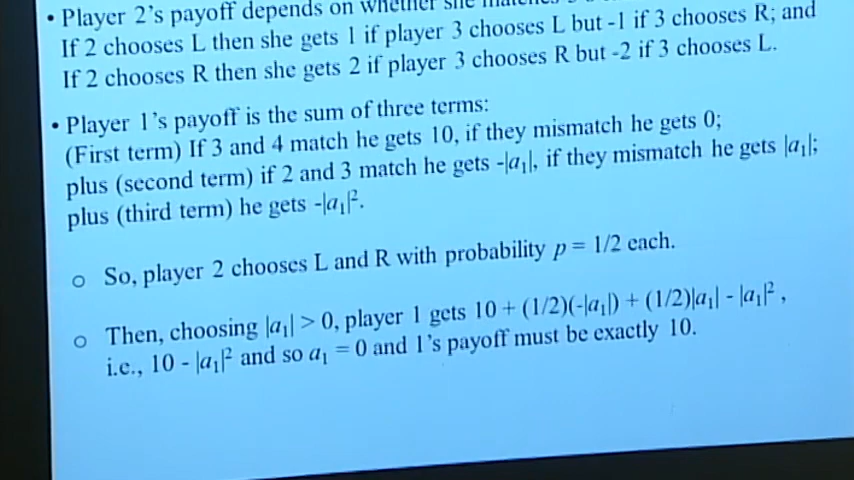 • Player 2's payoff depends on whether she
If 2 chooses L then she gets 1 if player 3 chooses L but -1 if 3 chooses R; and
If 2 chooses R then she gets 2 if player 3 chooses R but -2 if 3 chooses L.
• Player 1's payoff is the sum of three terms:
(First term) If 3 and 4 match he gets 10, if they mismatch he gets 0;
plus (second term) if 2 and 3 match he gets -|a₁|, if they mismatch he gets |a₁|;
plus (third term) he gets -|a₁|².
○ So, player 2 chooses L and R with probability p = 1/2 each.
○ Then, choosing |a₁| > 0, player 1 gets 10 + (1/2)(-|a₁|) + (1/2)|a₁| - |a₁|² ,
i.e., 10 - |a₁|² and so a₁ = 0 and 1's payoff must be exactly 10.